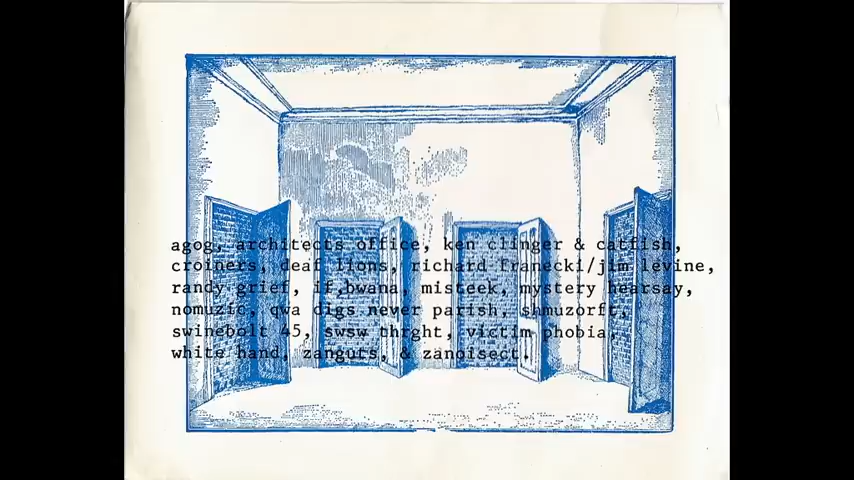 agog, architects office, ken clinger & catfish,
croiners, deaf lions, richard franecki/jim levine,
randy grief, if,bwana, misteek, mystery hearsay,
nomuzic, qwa digs never parish, shmuzorft,
swinebolt 45, swsw thrght, victim phobia,
white hand, zanguts, & zanoisect.